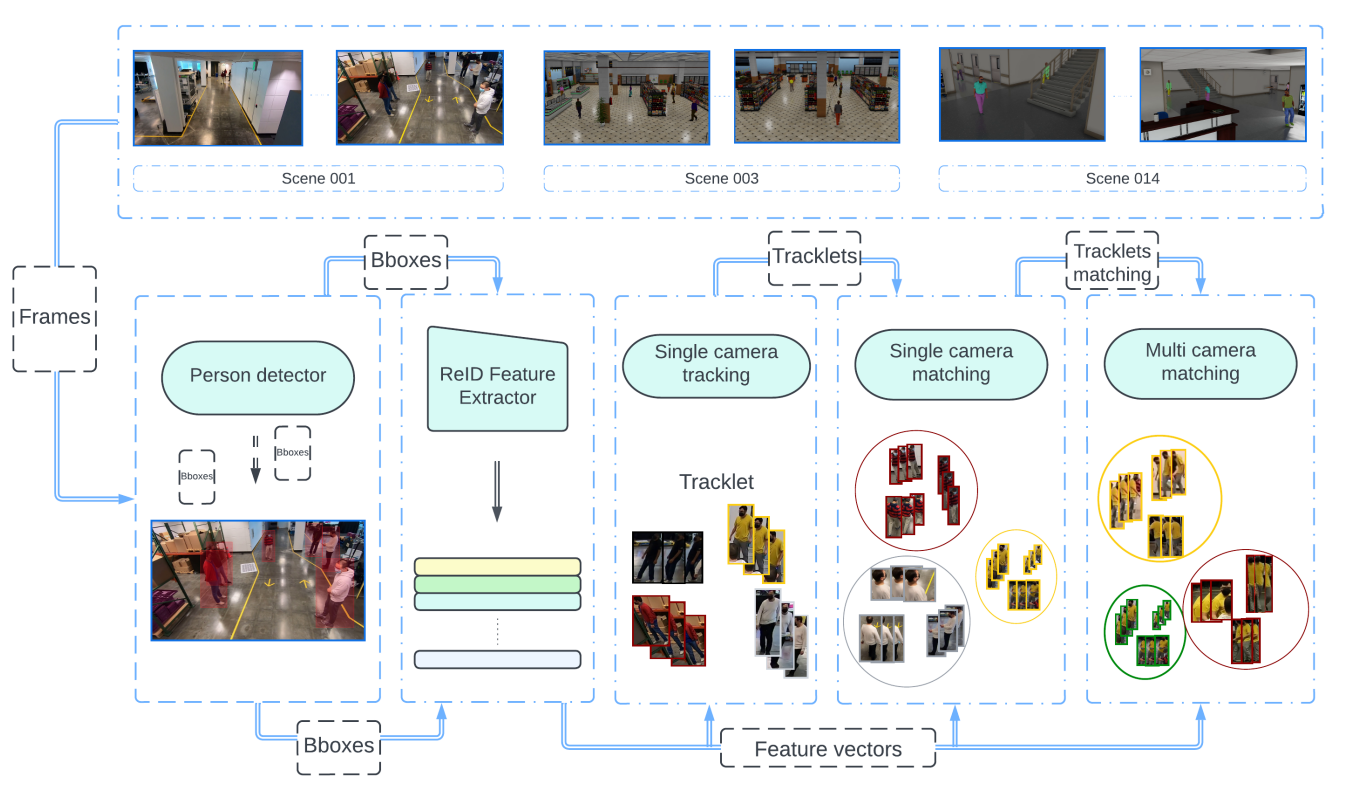 Scene 001
Scene 003
Scene 014
Frames
Bboxes
Tracklets
Tracklets
matching
Person detector
ReID Feature
Extractor
Single camera
tracking
Single camera
matching
Multi camera
matching
Bboxes
Bboxes
Tracklet
Bboxes
Feature vectors